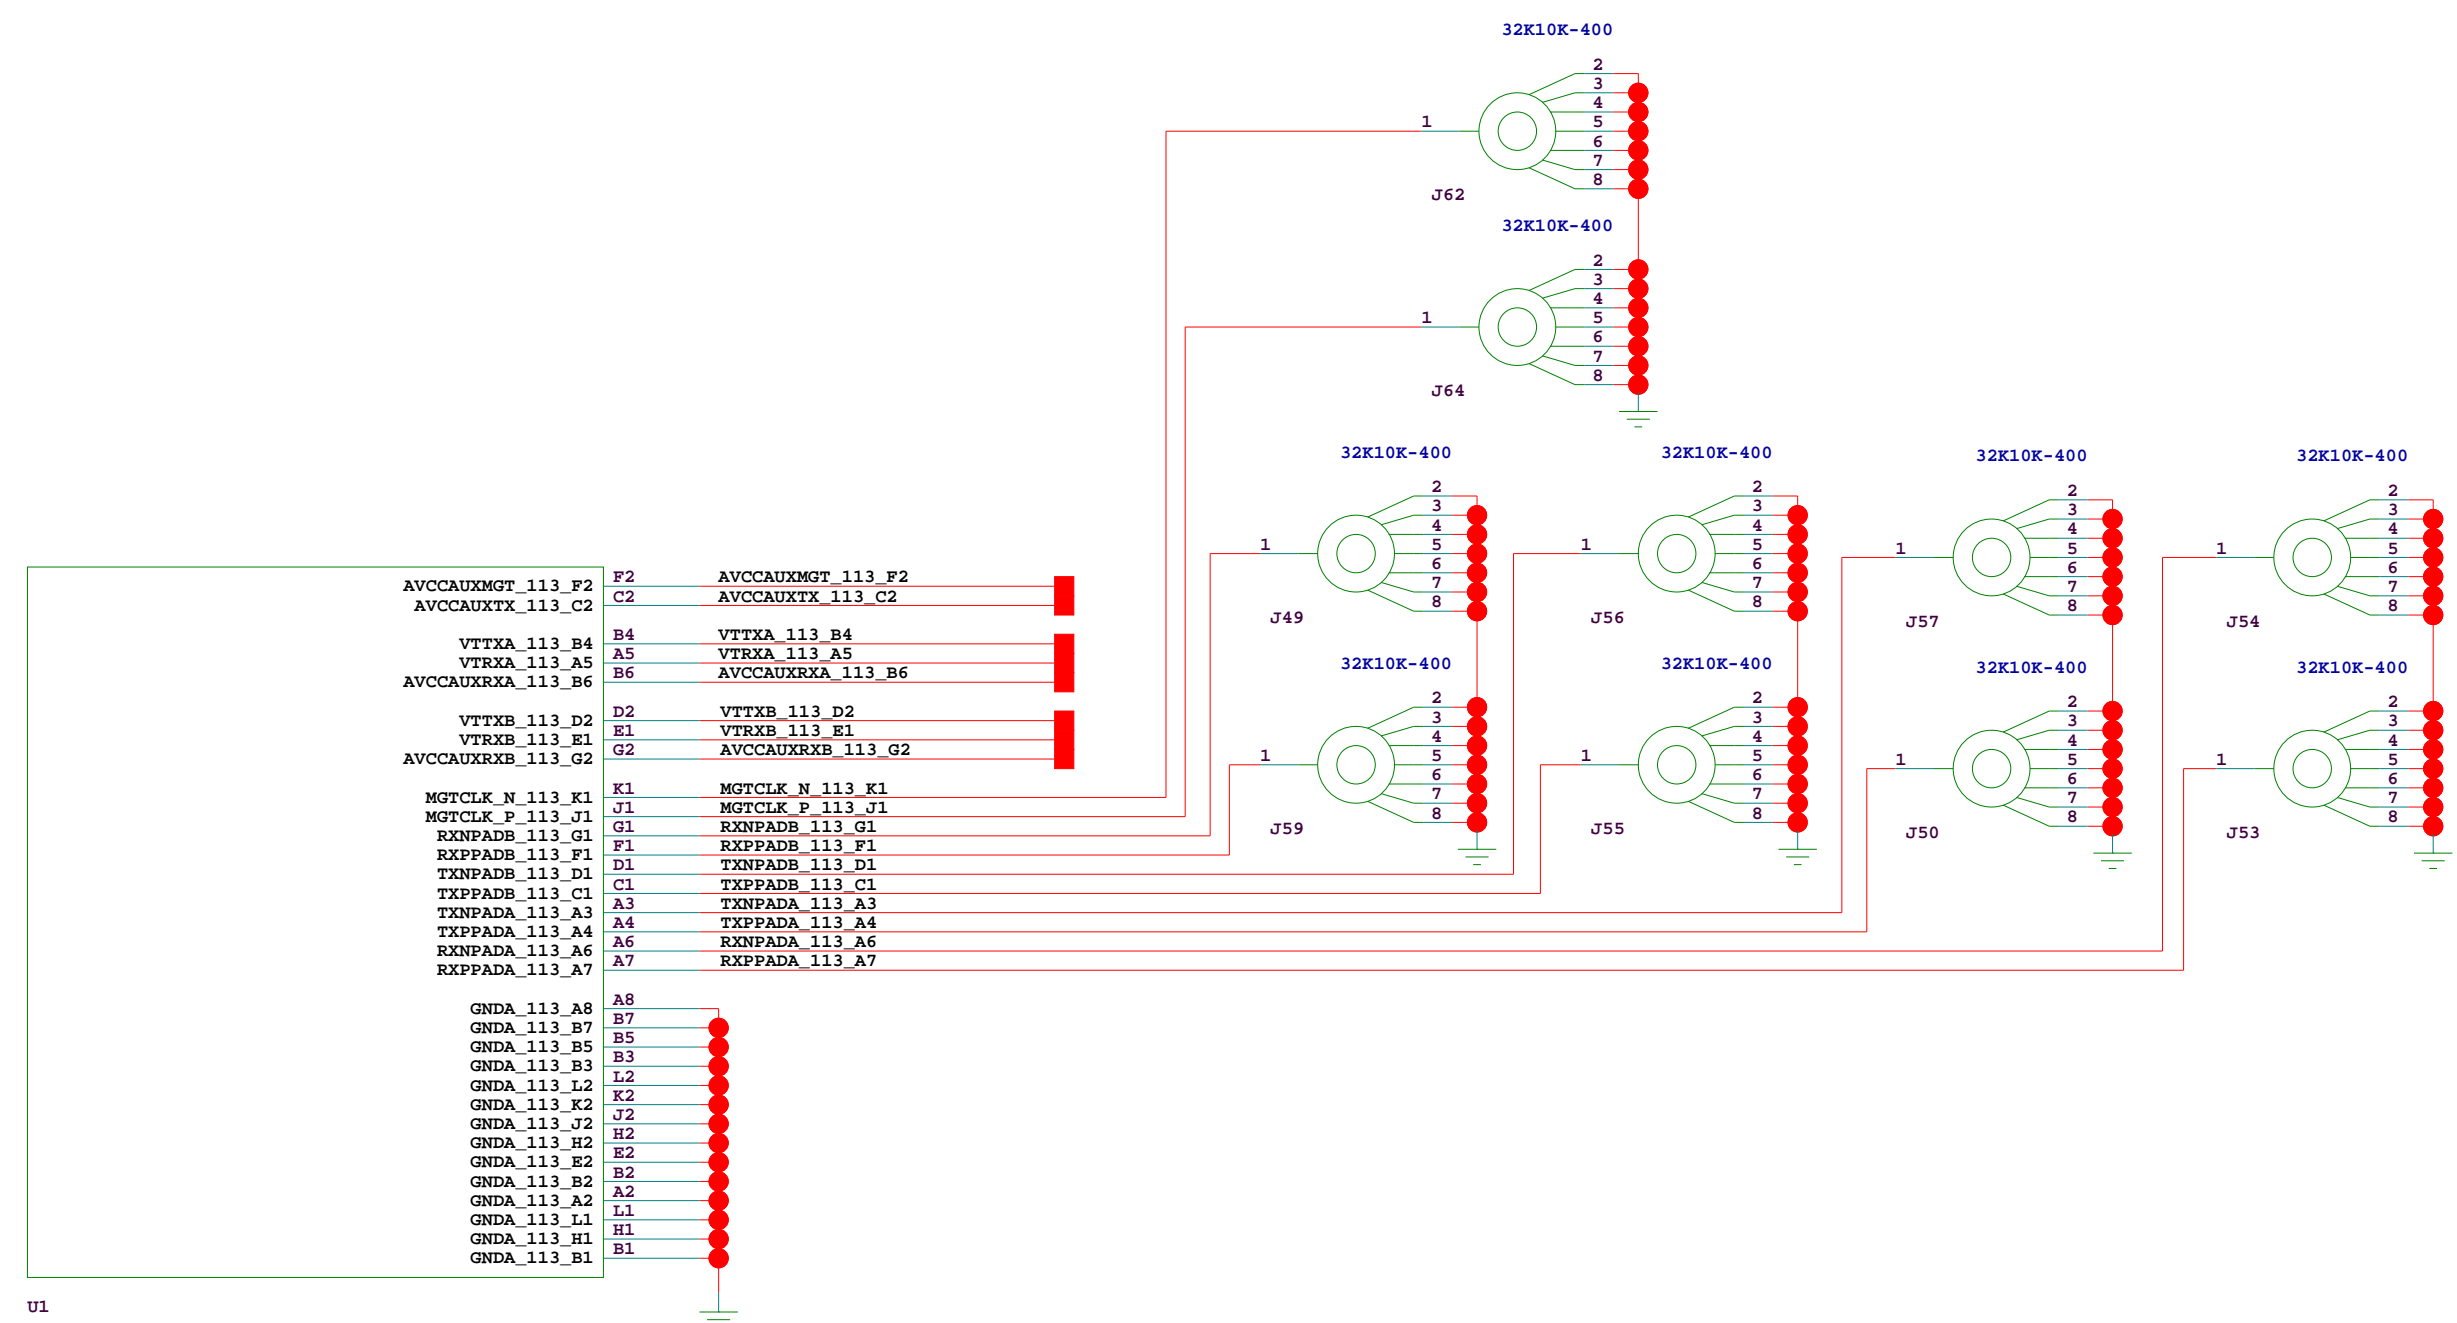 32K10K-400
2
3
4
1 5
6
7
8
J62
32K10K-400
2
3
4
1 5
6
7
8
J64
32K10K-400 32K10K-400 32K10K-400 32K10K-400
2 2 2 2
3 3 3 3
4 4 4 4
1 5 1 5 1 5 1 5
6 6 6 6
7 7 7 7
8 8 8 8
J49 J56 J57 J54
32K10K-400 32K10K-400 32K10K-400 32K10K-400
2 2 2 2
3 3 3 3
4 4 4 4
1 5 1 5 1 5 1 5
6 6 6 6
7 7 7 7
8 8 8 8
J59 J55 J50 J53
AVCCAUXMGT_113_F2 F2 AVCCAUXMGT_113_F2
AVCCAUXTX_113_C2 C2 AVCCAUXTX_113_C2
VTTXA_113_B4 B4 VTTXA_113_B4
VTRXA_113_A5 A5 VTRXA_113_A5
AVCCAUXRXA_113_B6 B6 AVCCAUXRXA_113_B6
VTTXB_113_D2 D2 VTTXB_113_D2
VTRXB_113_E1 E1 VTRXB_113_E1
AVCCAUXRXB_113_G2 G2 AVCCAUXRXB_113_G2
MGTCLK_N_113_K1 K1 MGTCLK_N_113_K1
MGTCLK_P_113_J1 J1 MGTCLK_P_113_J1
RXNPADB_113_G1 G1 RXNPADB_113_G1
RXPPADB_113_F1 F1 RXPPADB_113_F1
TXNPADB_113_D1 D1 TXNPADB_113_D1
TXPPADB_113_C1 C1 TXPPADB_113_C1
TXNPADA_113_A3 A3 TXNPADA_113_A3
TXPPADA_113_A4 A4 TXPPADA_113_A4
RXNPADA_113_A6 A6 RXNPADA_113_A6
RXPPADA_113_A7 A7 RXPPADA_113_A7
GNDA_113_A8 A8
GNDA_113_B7 B7
GNDA_113_B5 B5
GNDA_113_B3 B3
GNDA_113_L2 L2
GNDA_113_K2 K2
GNDA_113_J2 J2
GNDA_113_H2 H2
GNDA_113_E2 E2
GNDA_113_B2 B2
GNDA_113_A2 A2
GNDA_113_L1 L1
GNDA_113_H1 H1
GNDA_113_B1 B1
U1